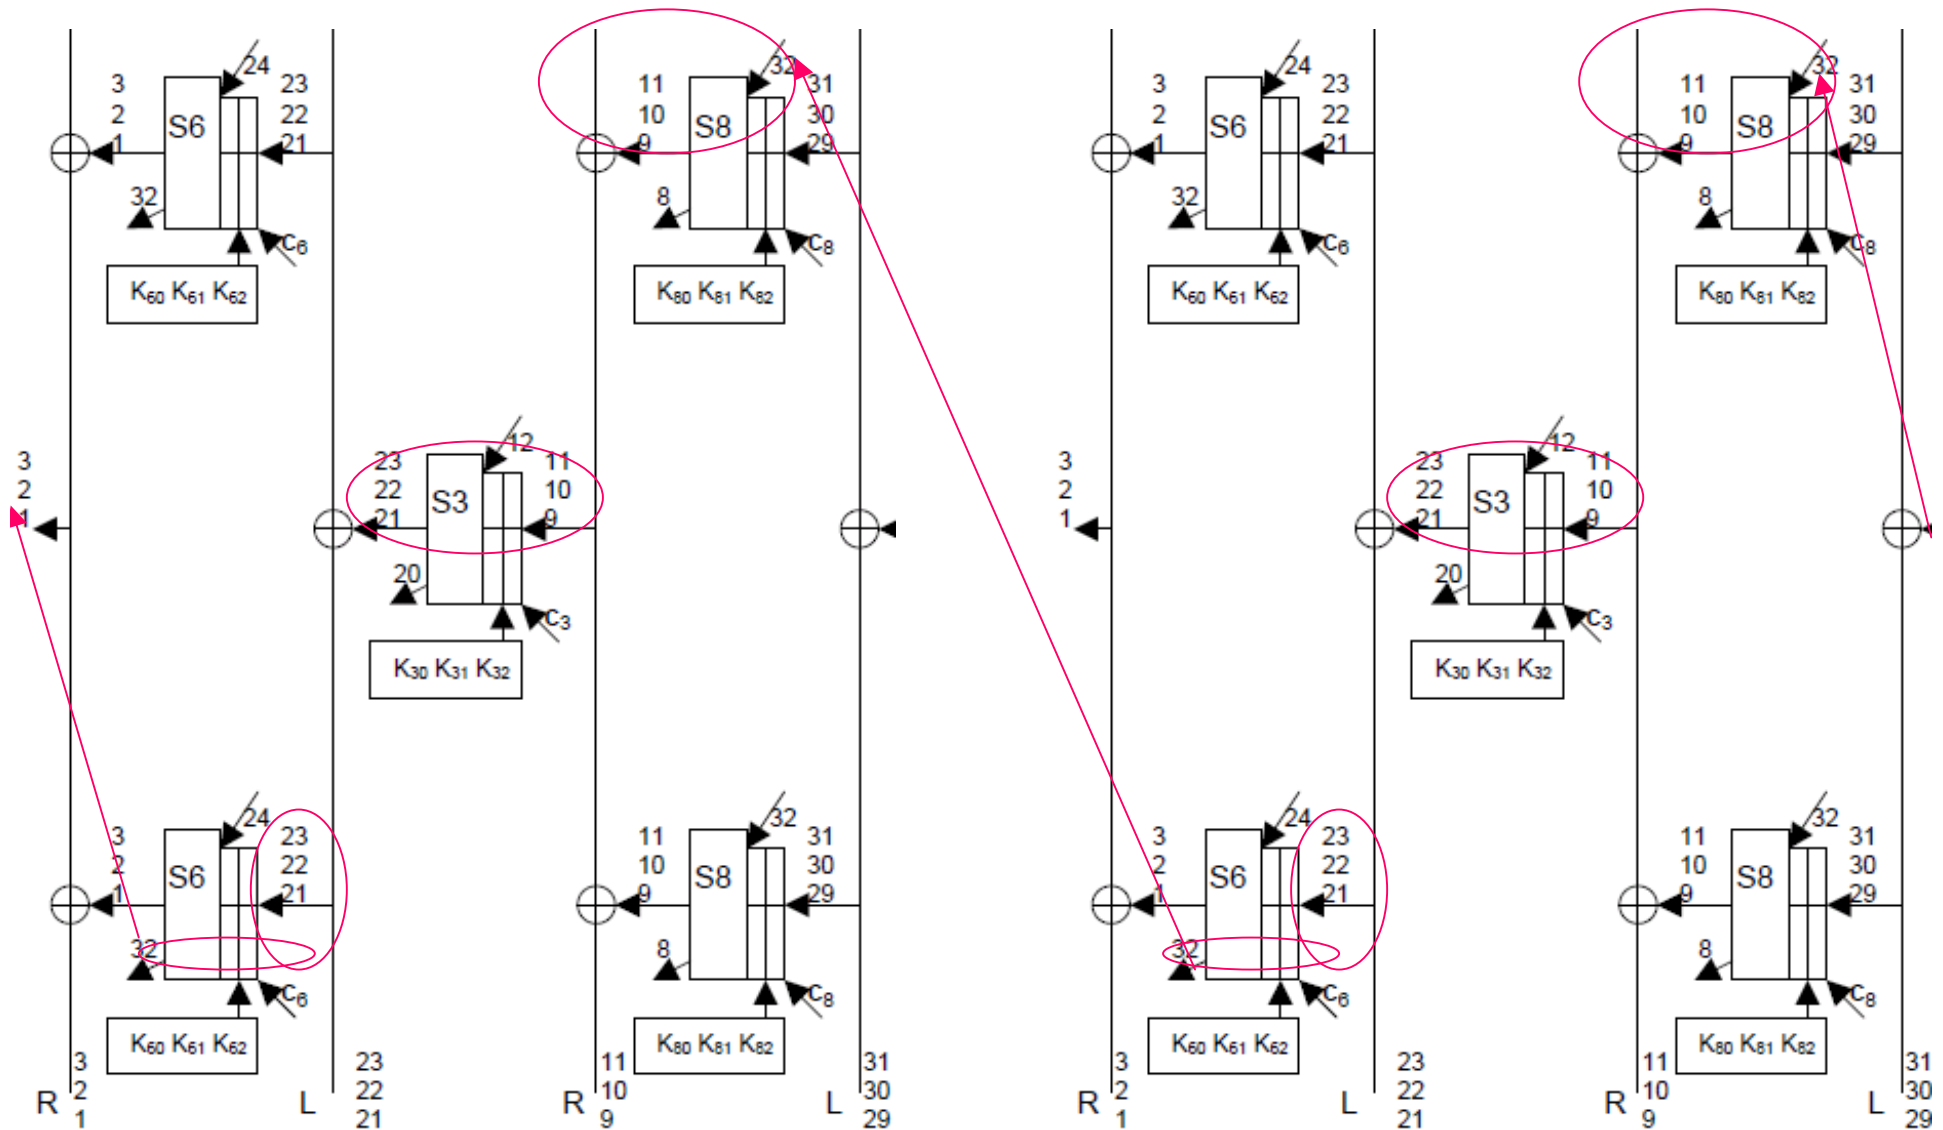 24 32 24 32
3 23 11 31 3 23 11 31
2 S6 22 10 S8 30 2 S6 22 10 S8 30
1 21 9 29 1 21 9 29
32 8 32 8
c6 c8 c6 c8
K60 K61 K62 K80 K81 K82 K60 K61 K62 K80 K81 K82
12 12
3 23 11 3 23 11
2 22 S3 10 2 22 S3 10
1 21 9 1 21 9
20 20
c3 c3
K30 K31 K32 K30 K31 K32
24 32 24 32
3 23 11 31 3 23 11 31
2 S6 22 10 S8 30 2 S6 22 10 S8 30
1 21 9 29 1 21 9 29
32 8 32 8
c6 c8 c6 c8
K60 K61 K62 K80 K81 K82 K60 K61 K62 K80 K81 K82
3 23 11 31 3 23 11 31
R 2 L 22 R 10 L 30 R 2 L 22 R 10 L 30
1 21 9 29 1 21 9 29